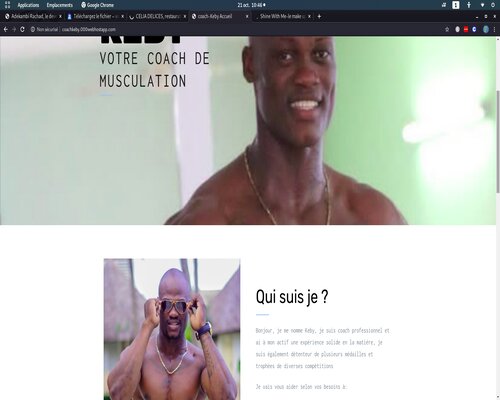 Applications Emplacements Google Chrome 21 oct. 10:46
Adekambi Rachad, le dev Téléchargez le fichier CELIA DELICES, restauran coach-Keby Accueil Shine With Me-le make u
Non sécurisé coachkeby.000webhostapp.com
VOTRE COACH DE
MUSCULATION
Qui suis je ?
Bonjour, je me nomme Keby, je suis coach professionnel et
ai à mon actif une expérience solide en la matière, je
suis également détenteur de plusieurs médailles et
trophées de diverses compétitions
Je vais vous aider selon vos besoins à: